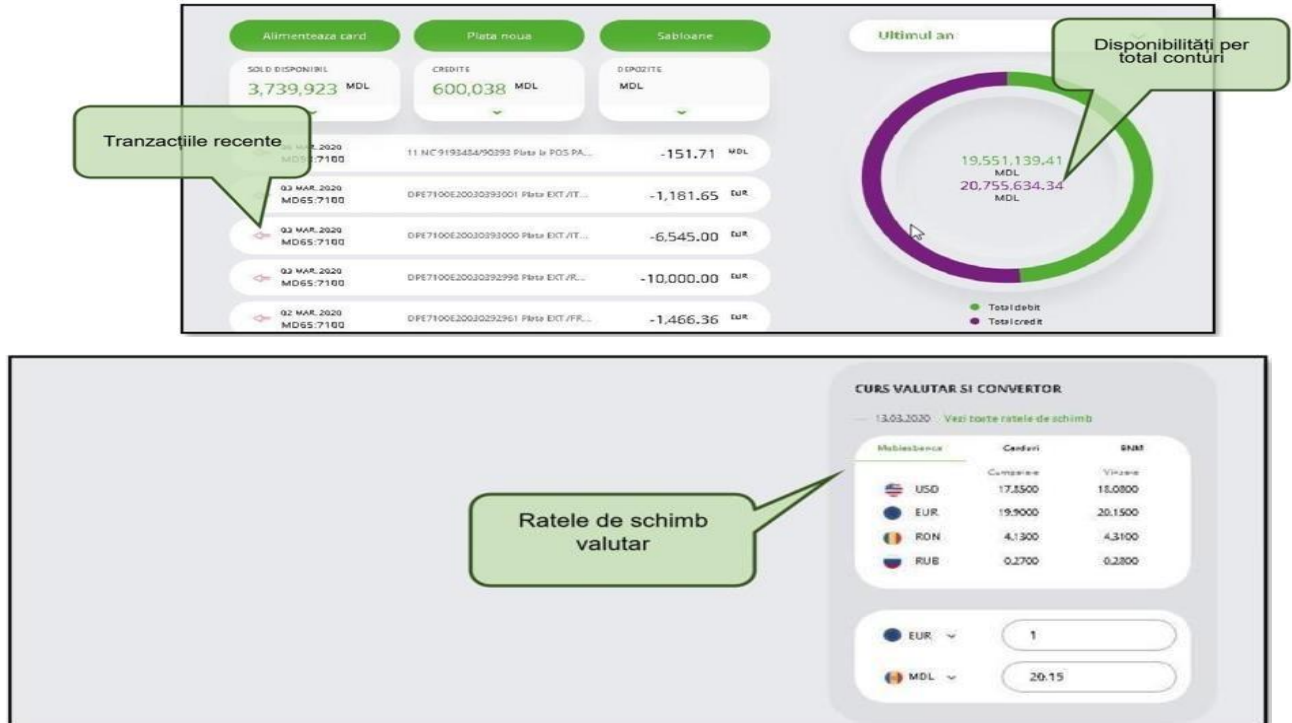 Alimenteaza card
Plata noua
Sabloane
Ultimul an
Disponibilități per
total conturi
SOLD DISPONIBIL
3,739,923 MDL
CREDITE
600,038 MDL
DEPOZITE
MDL
Tranzacțiile recente
MAR. 2020
7100
11 NC 9193484/90393 Plata la POS PA...
-151.71 MDL
03 MAR. 2020
MD65:7100
DPE7100E20030393001 Plata EXT /IT...
-1,181.65 EUR
03 MAR. 2020
MD65:7100
DPE7100E20030393000 Plata EXT /IT...
-6,545.00 EUR
03 MAR. 2020
MD65:7100
DPE7100E20030392998 Plata EXT /R...
-10,000.00 EUR
02 MAR. 2020
MD65:7100
DPE7100E20030292961 Plata EXT /FR...
-1,466.36 EUR
19,551,139.41
MDL
20,755,634.34
MDL
Total debit
Total credit
CURS VALUTAR SI CONVERTOR
13.03.2020 Vezi toate ratele de schimb
Mobiasbanca Carduri BNM
Cumparare Vinzare
USD 17.8500 18.0800
EUR 19.9000 20.1500
RON 4.1300 4.3100
RUB 0.2700 0.2800
Ratele de schimb
valutar
EUR 1
MDL 20.15